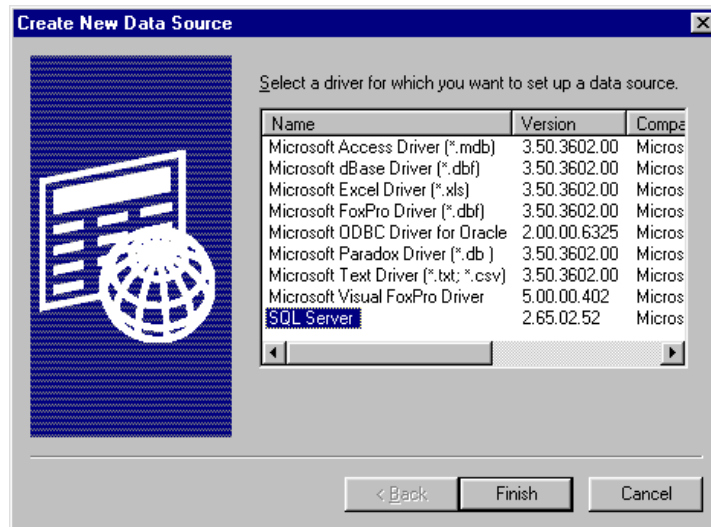 Create New Data Source
Select a driver for which you want to set up a data source.
Name Version Compa
Microsoft Access Driver (*.mdb) 3.50.3602.00 Micros
Microsoft dBase Driver (*.dbf) 3.50.3602.00 Micros
Microsoft Excel Driver (*.xls) 3.50.3602.00 Micros
Microsoft FoxPro Driver (*.dbf) 3.50.3602.00 Micros
Microsoft ODBC Driver for Oracle 2.00.00.6325 Micros
Microsoft Paradox Driver (*.db ) 3.50.3602.00 Micros
Microsoft Text Driver (*.txt; *.csv) 3.50.3602.00 Micros
Microsoft Visual FoxPro Driver 5.00.00.402 Micros
SQL Server 2.65.02.52 Micros
< Back Finish Cancel